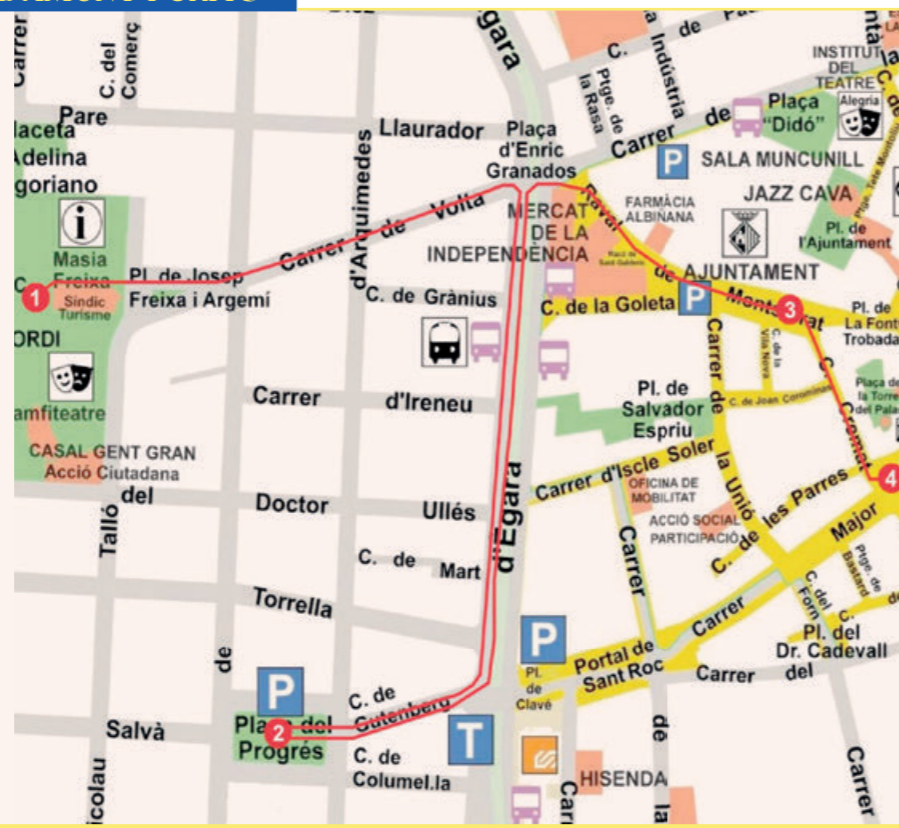 Carrer
C. del
Comerç
Pare
Llaurador
Plaça
d'Enric
Granados
C.
de
Indústria
Ptge. de
la Rasa
Carrer
de
INSTITUT
DEL
TEATRE
Alegria
Plaça
"Didó"
P
SALA MUNCUNILL
JAZZ CAVA
Pl. de
l'Ajuntament
d'Arquimedes
Carrer de Volta
MERCAT
DE LA
INDEPENDÈNCIA
Raval
de
Montserrat
FARMÀCIA
ALBIÑANA
AJUNTAMENT
i
Masia
Freixa
Síndic
Turisme
1
Pl. de Josep
Freixa i Argemí
C. de Grànius
C. de la Goleta
P
3
Pl. de
La Font
Trobada
C. de la
Vila Nova
C. de Joan Coromines
Plaça de
la Torre
del Palau
C. Cremat
4
Carrer d'Ireneu
Pl. de
Salvador
Espriu
Carrer de
la Unió
amfiteatre
CASAL GENT GRAN
Acció Ciutadana
del Doctor Ullés
d'Egara
Carrer d'Iscle Soler
OFICINA DE
MOBILITAT
ACCIÓ SOCIAL
PARTICIPACIÓ
C. de les Parres
Major
Talló
C. de Mart
Carrer
Ptge. de
Bastard
C. del
Forn
Torrella
Carrer
Pl. del
Dr. Cadevall
de
P
P
Pl.
de
Clavé
Portal de
Sant Roc
Carrer del
Salvà
Plaça del
Progrés
2
C. de
Gutenberg
T
C. de
Columel.la
HISENDA
de
la
Carrer